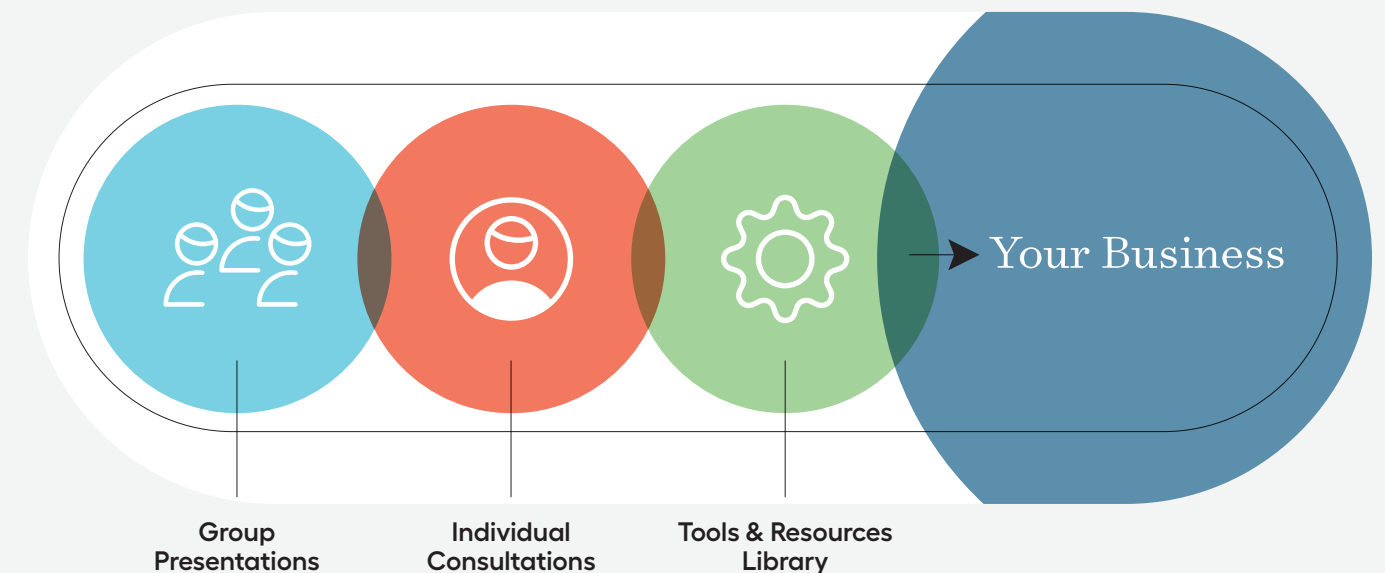 Your Business
Group
Presentations
Individual
Consultations
Tools & Resources
Library